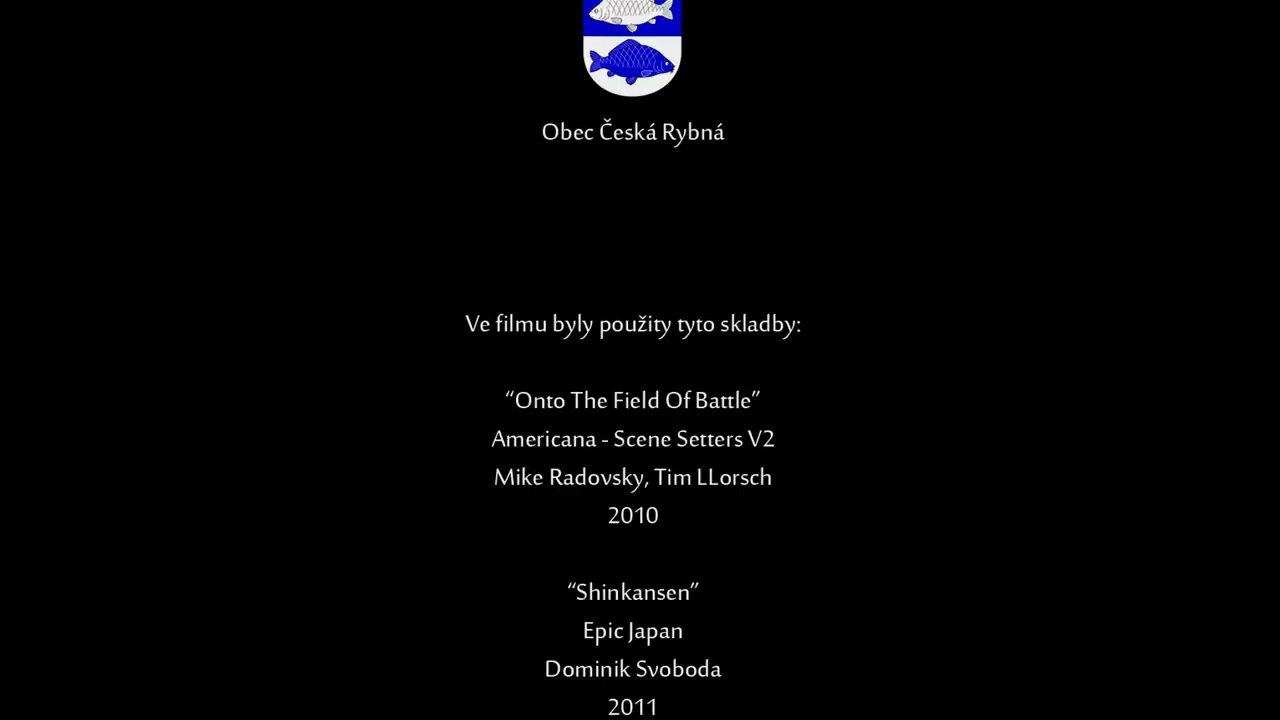 Obec Česká Rybná
Ve filmu byly použity tyto skladby:
“Onto The Field Of Battle”
Americana - Scene Setters V2
Mike Radovsky, Tim LLorsch
2010
“Shinkansen”
Epic Japan
Dominik Svoboda
2011